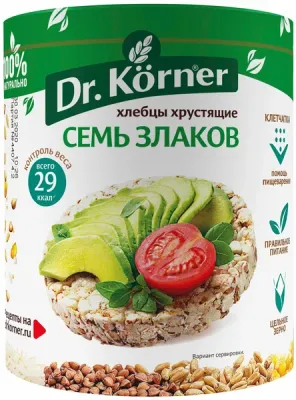 100%
НАТУРАЛЬНО
Dr. Körner
хлебцы хрустящие
СЕМЬ ЗЛАКОВ
контроль веса
всего
29
ккал*
КЛЕТЧАТКА
помощь
пищеварению
ПРАВИЛЬНОЕ
ПИТАНИЕ
ЦЕЛЬНОЕ
ЗЕРНО
Вариант сервировки
рецепты на
körner.ru